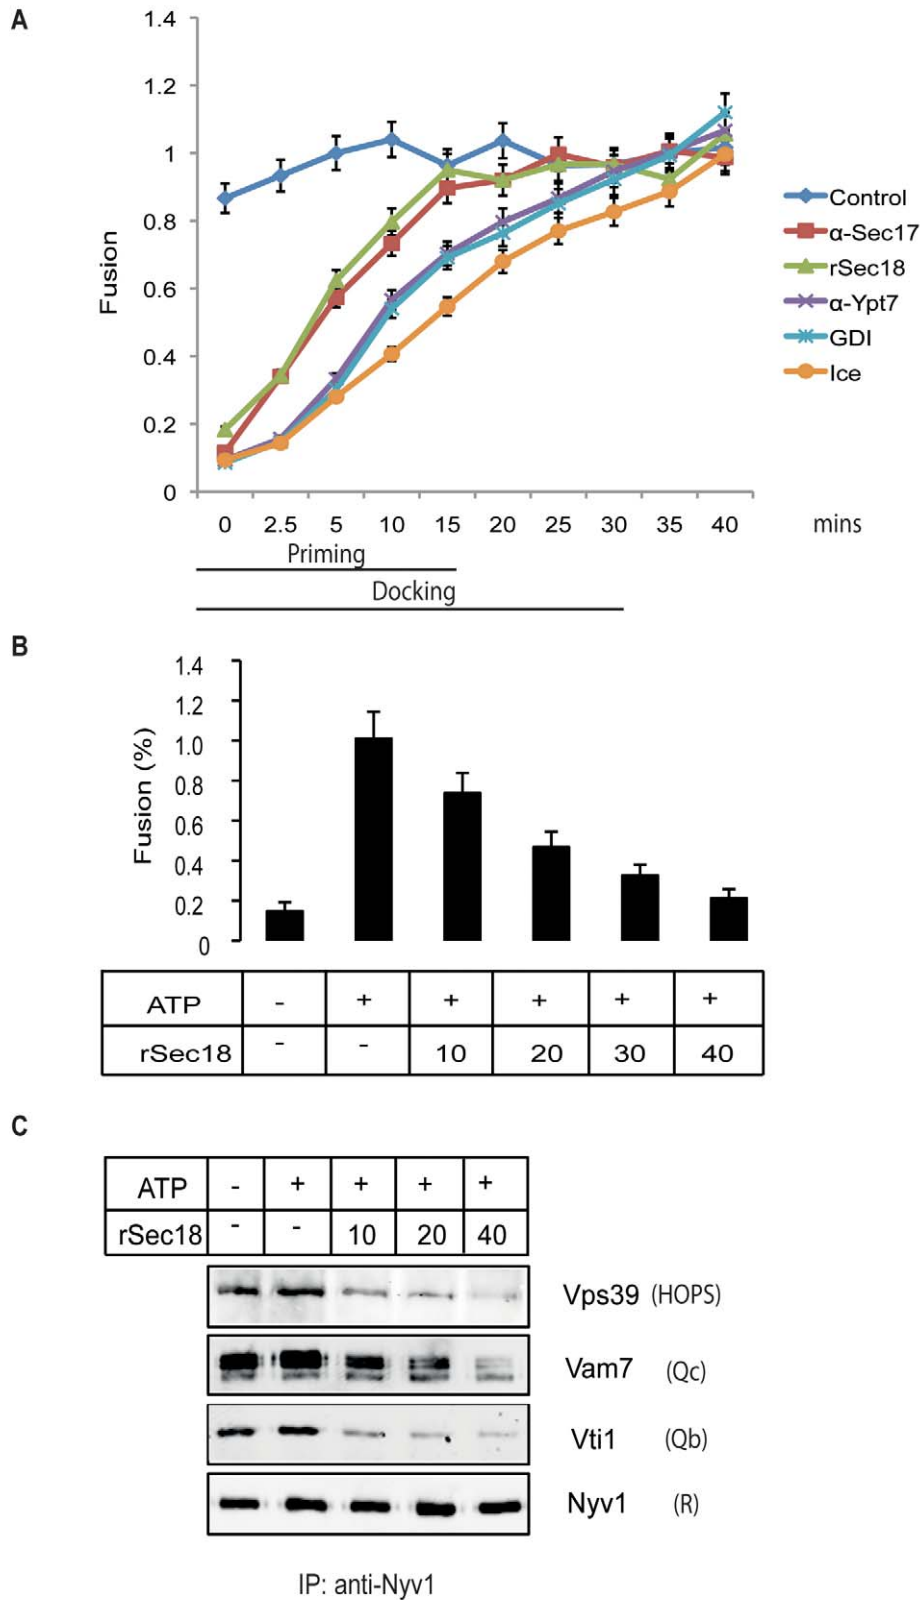 A
1.4
1.2
1
0.8
0.6
0.4
0.2
0
Fusion
0 2.5 5 10 15 20 25 30 35 40 mins
Priming
Docking
Control
α-Sec17
rSec18
α-Ypt7
GDI
Ice
B
1.4
1.2
1.0
0.8
0.6
0.4
0.2
0
Fusion (%)
ATP - + + + + +
rSec18 - - 10 20 30 40
C
ATP - + + + +
rSec18 - - 10 20 40
Vps39 (HOPS)
Vam7 (Qc)
Vti1 (Qb)
Nyv1 (R)
IP: anti-Nyv1